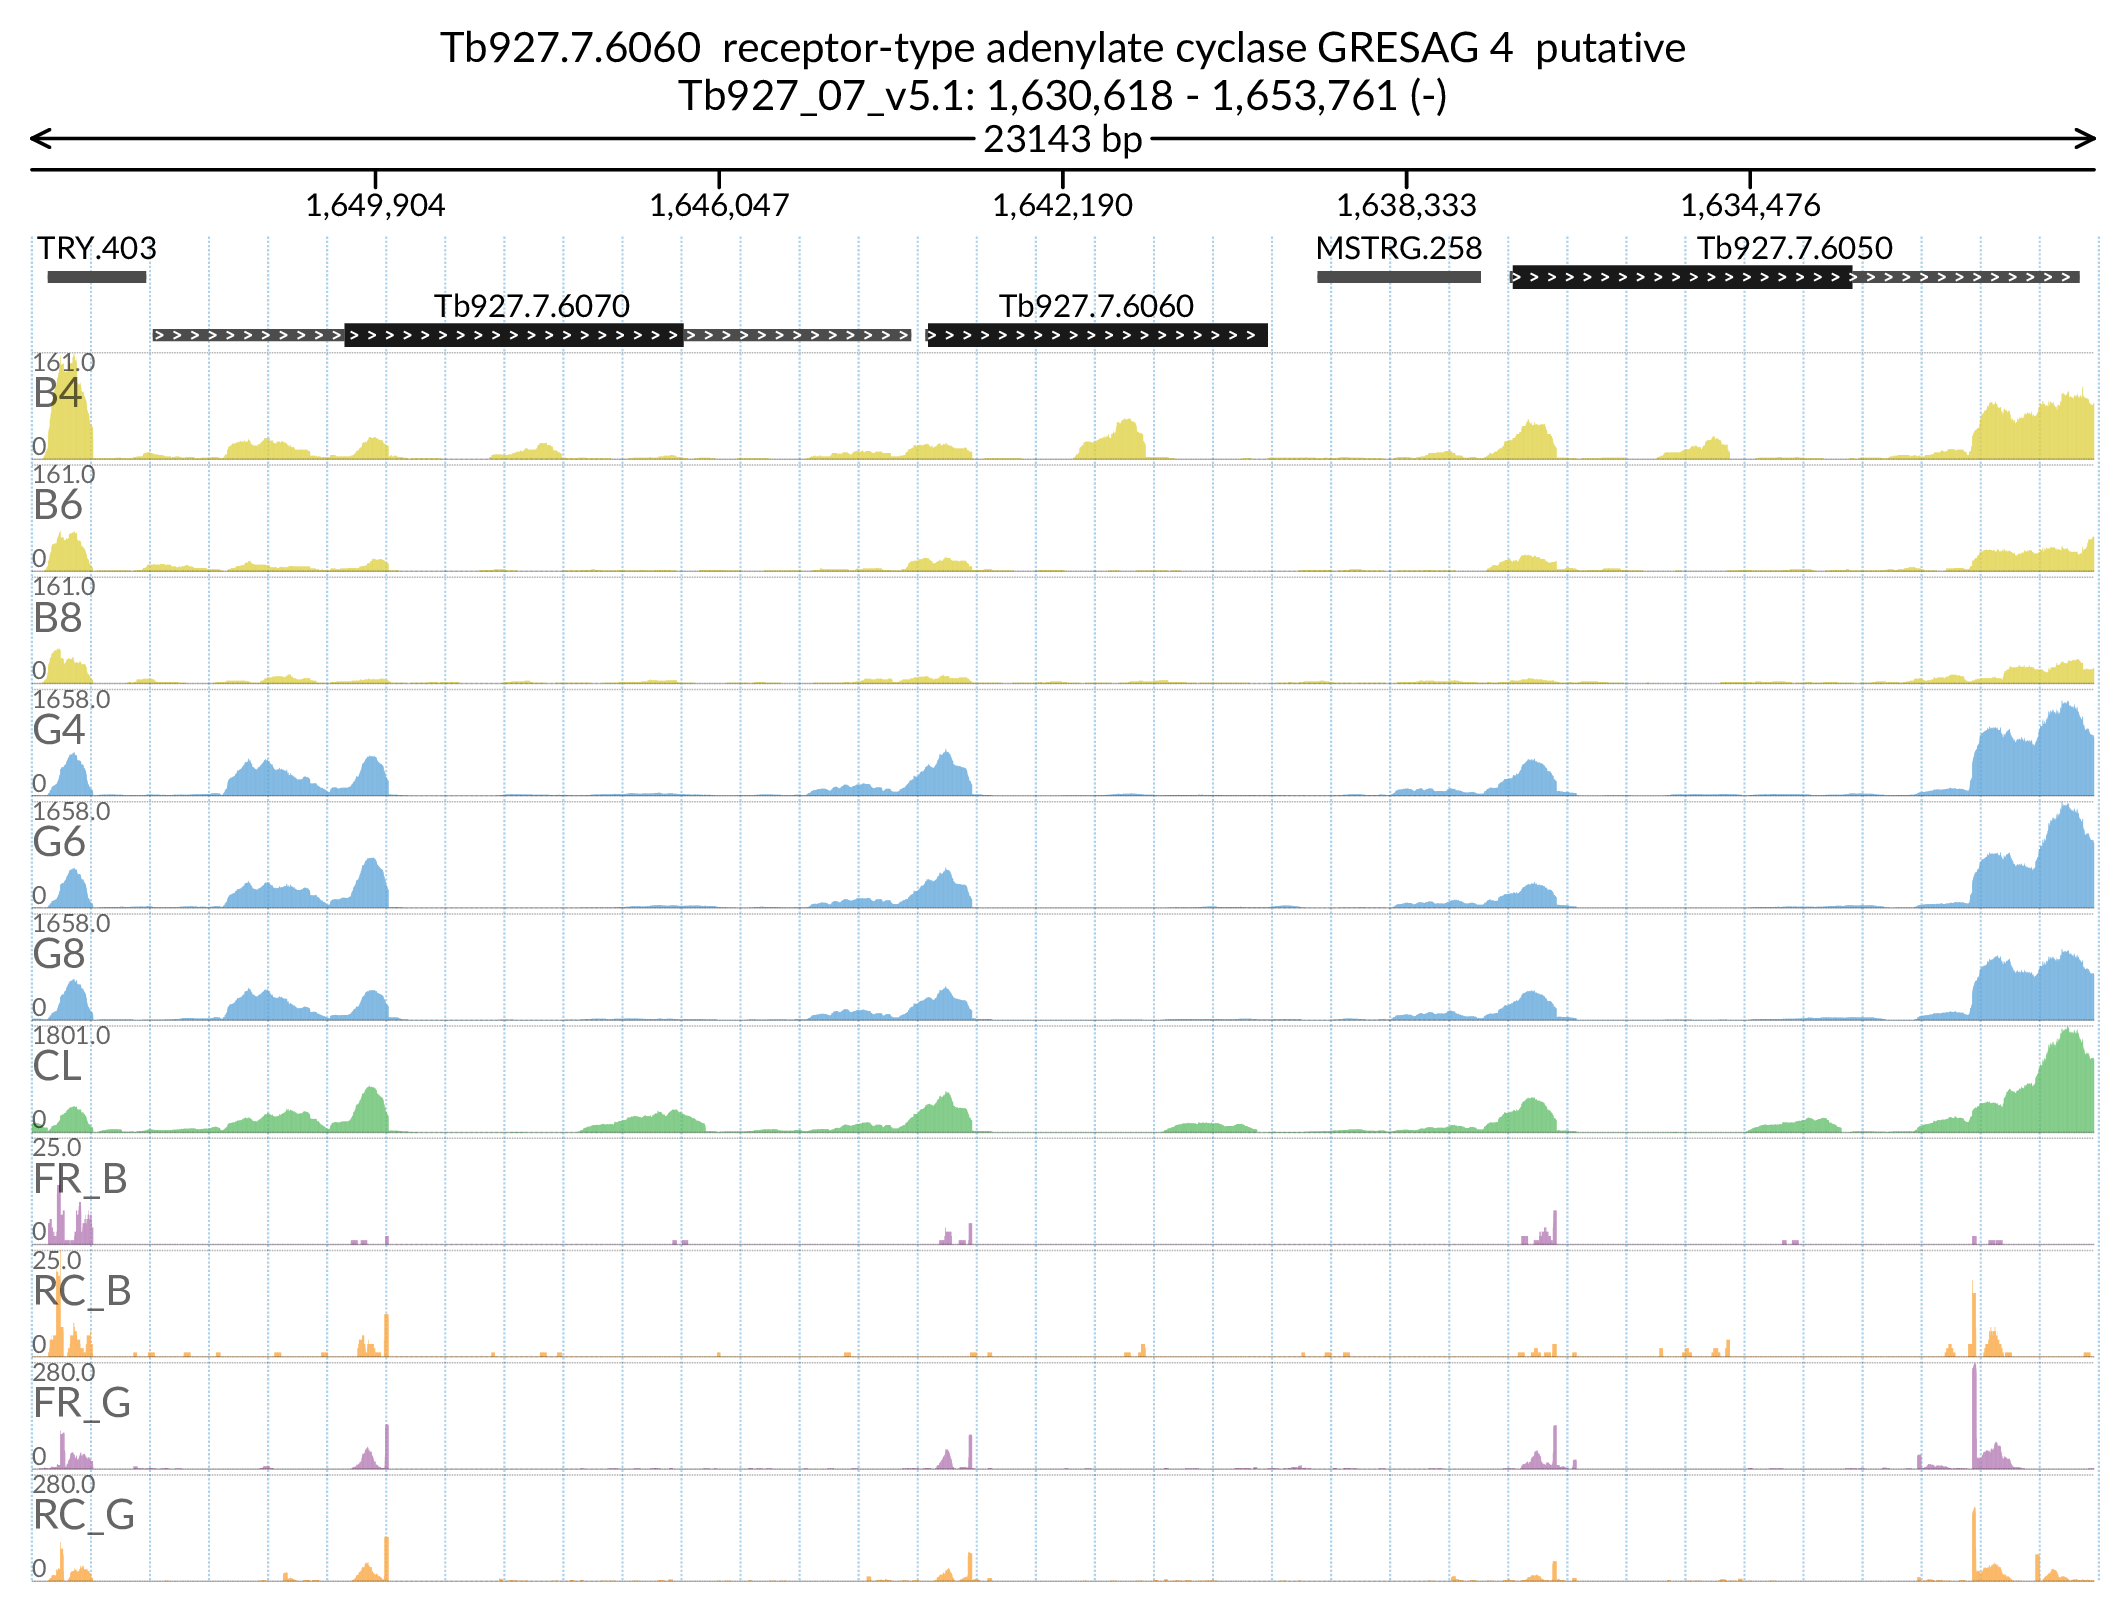 Tb927.7.6060 receptor-type adenylate cyclase GRESAG 4 putative
Tb927_07_v5.1: 1,630,618 - 1,653,761 (-)
23143 bp
1,649,904 1,646,047 1,642,190 1,638,333 1,634,476
TRY.403 MSTRG.258 Tb927.7.6050
Tb927.7.6070 Tb927.7.6060
161.0
B4
0
161.0
B6
0
161.0
B8
0
1658.0
G4
0
1658.0
G6
0
1658.0
G8
0
1801.0
CL
0
25.0
FR_B
0
25.0
RC_B
0
280.0
FR_G
0
280.0
RC_G
0